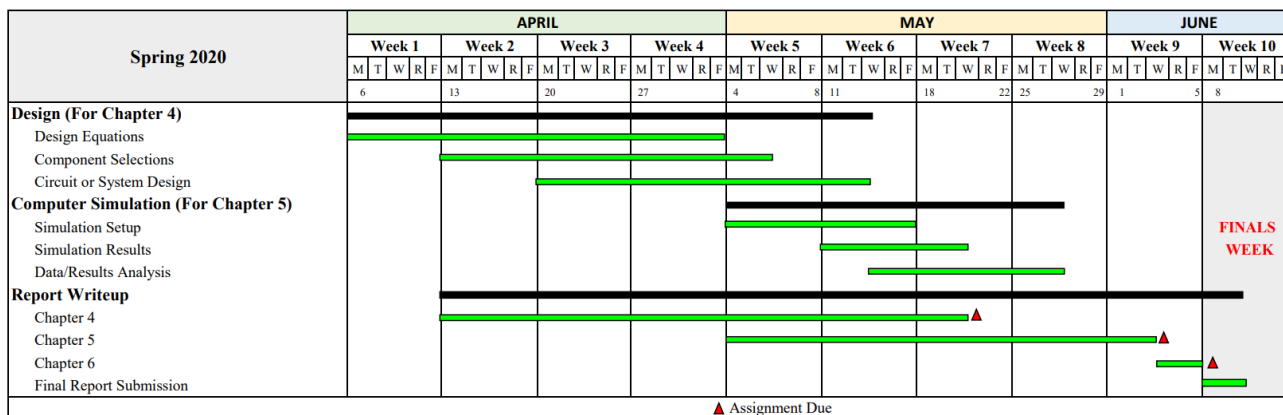 APRIL MAY JUNE
Spring 2020
Week 1 Week 2 Week 3 Week 4 Week 5 Week 6 Week 7 Week 8 Week 9 Week 10
M T W R F M T W R F M T W R F M T W R F M T W R F M T W R F M T W R F M T W R F M T W R F M T W R F
6 13 20 27 4 8 11 18 22 25 29 1 5 8
Design (For Chapter 4)
Design Equations
Component Selections
Circuit or System Design
Computer Simulation (For Chapter 5)
Simulation Setup
Simulation Results
Data/Results Analysis
Report Writeup
Chapter 4
Chapter 5
Chapter 6
Final Report Submission
FINALS
WEEK
Assignment Due